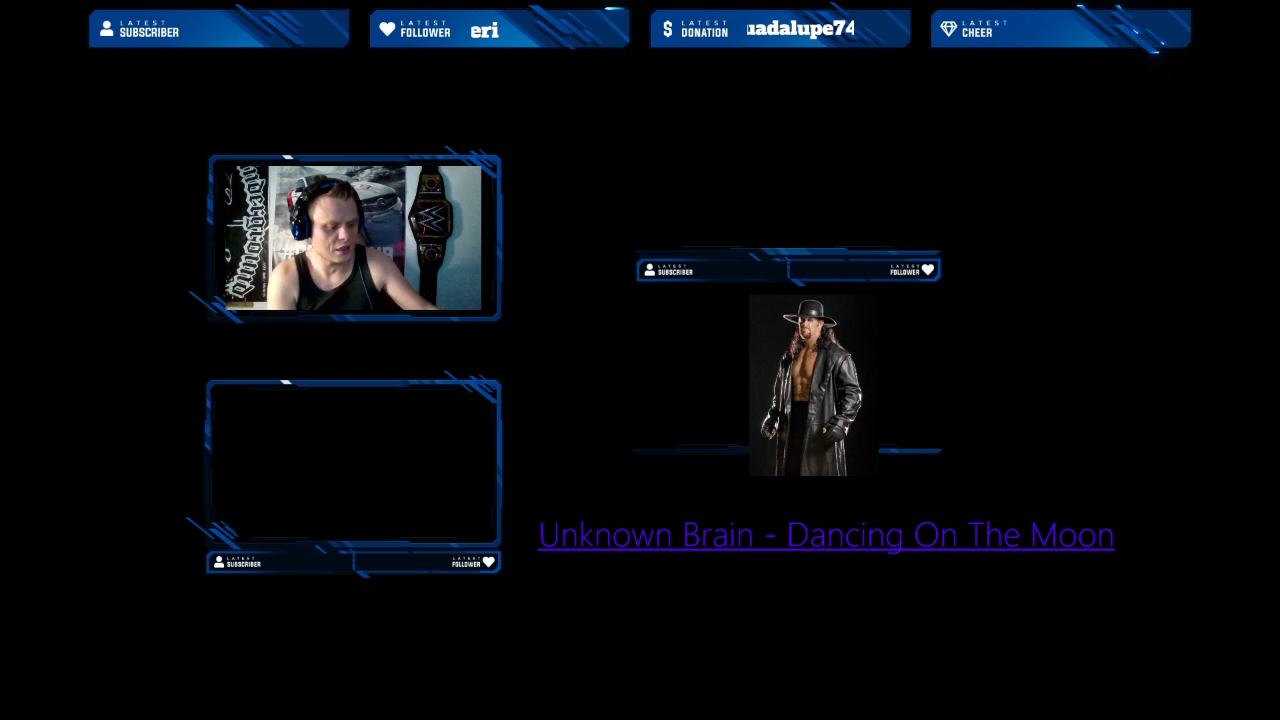 LATEST
SUBSCRIBER
LATEST
FOLLOWER
eri
LATEST
DONATION
uadalupe74
LATEST
CHEER
Underground
LATEST
SUBSCRIBER
LATEST
FOLLOWER
Unknown Brain - Dancing On The Moon
LATEST
SUBSCRIBER
LATEST
FOLLOWER